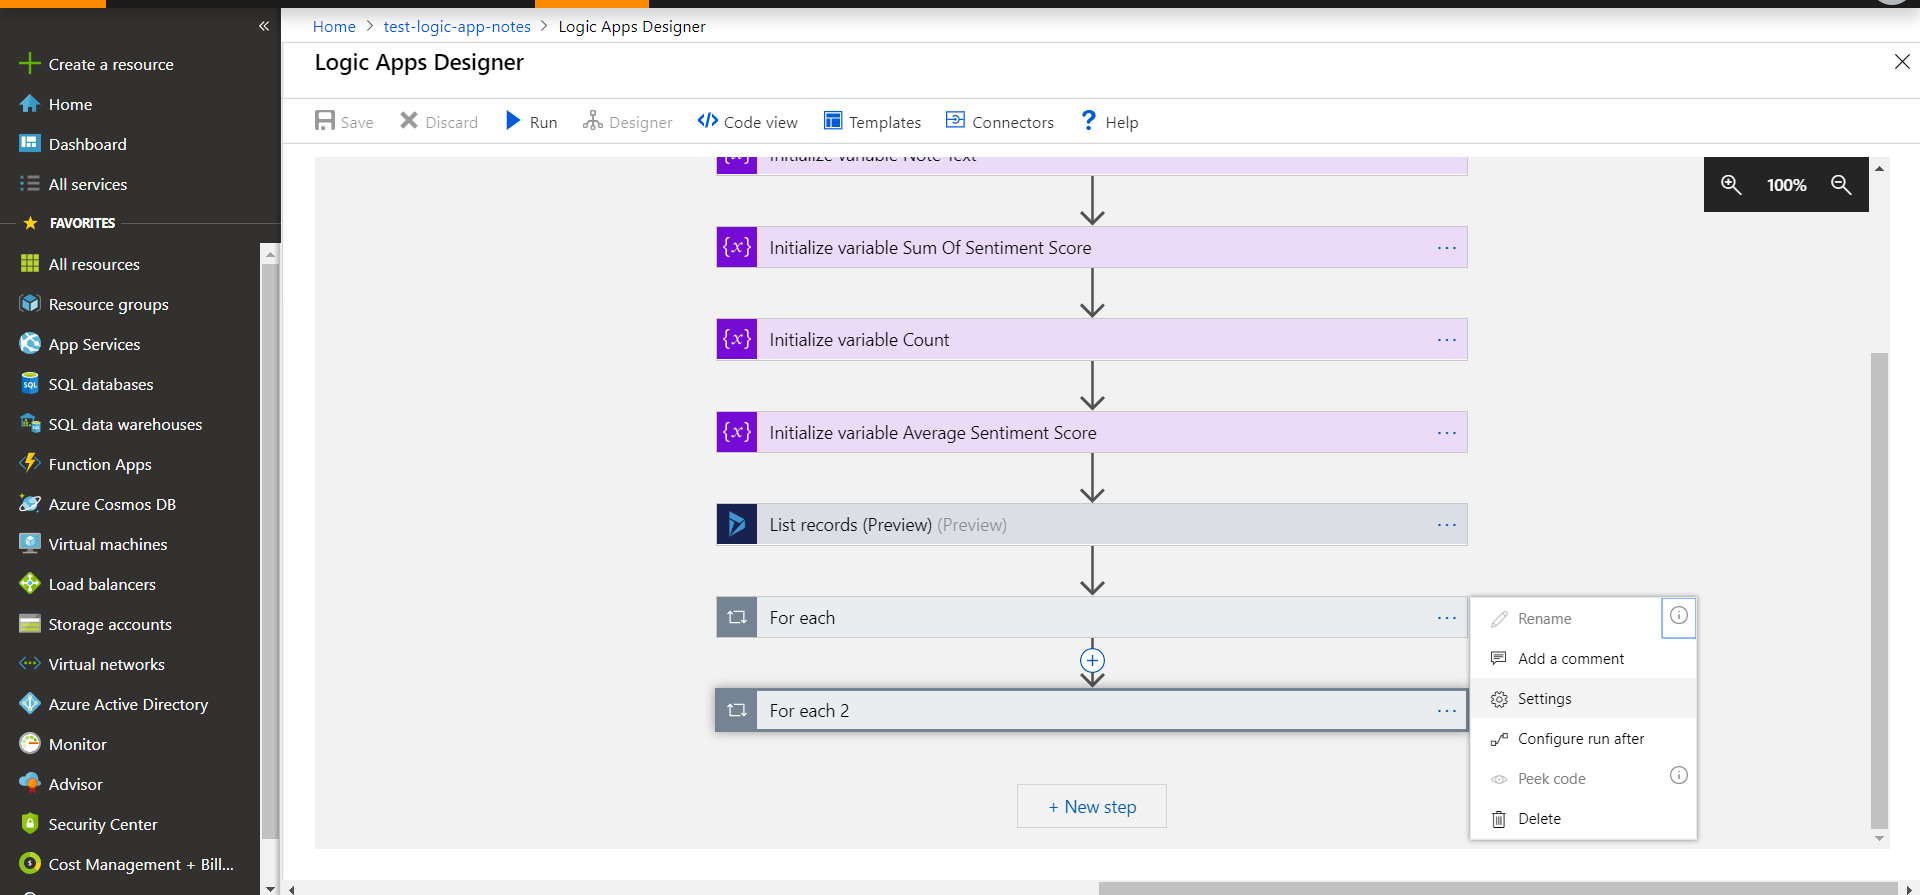 Home > test-logic-app-notes > Logic Apps Designer
Logic Apps Designer
Save Discard Run Designer Code view Templates Connectors Help
Create a resource
Home
Dashboard
All services
FAVORITES
All resources
Resource groups
App Services
SQL databases
SQL data warehouses
Function Apps
Azure Cosmos DB
Virtual machines
Load balancers
Storage accounts
Virtual networks
Azure Active Directory
Monitor
Advisor
Security Center
Cost Management + Bill...
Initialize variable Note Text
100%
{x} Initialize variable Sum Of Sentiment Score ...
{x} Initialize variable Count ...
{x} Initialize variable Average Sentiment Score ...
List records (Preview) (Preview) ...
For each ...
For each 2 ...
+ New step
Rename
Add a comment
Settings
Configure run after
Peek code
Delete